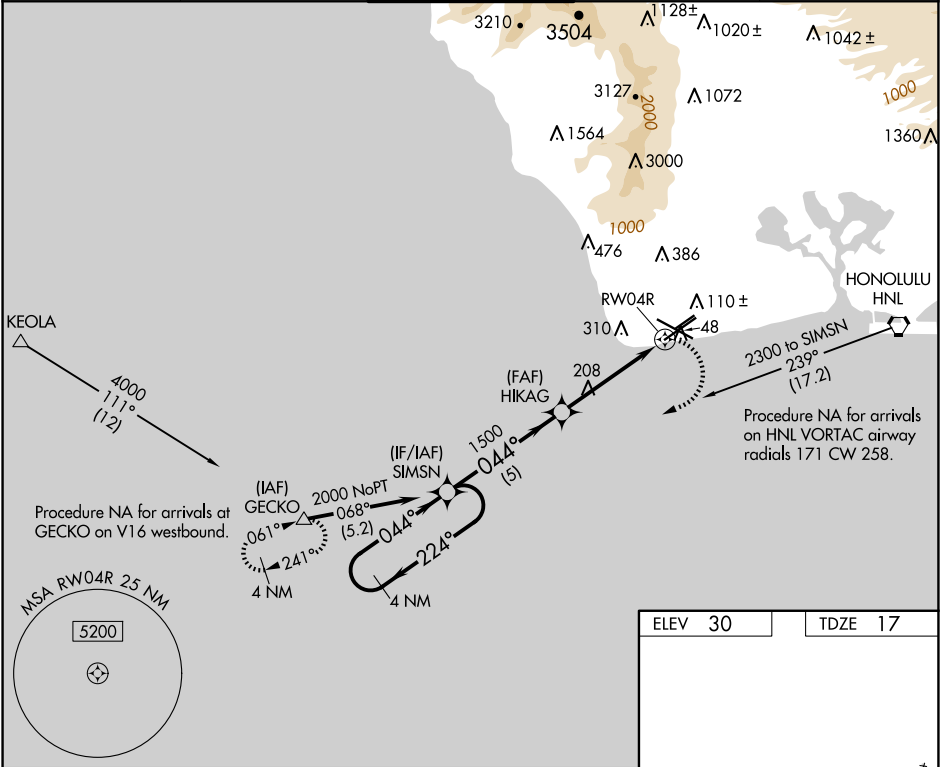 3210
3504
1128±
1020±
1042±
3127
2000
1072
1000
1564
1360
3000
1000
476
386
HONOLULU
HNL
RW04R
110±
310
48
KEOLA
2300 to SIMSN
239°
(17.2)
4000
111°
(12)
208
(FAF)
HIKAG
Procedure NA for arrivals
on HNL VORTAC airway
radials 171 CW 258.
1500
044°
(5)
(IF/IAF)
SIMSN
(IAF)
GECKO
2000 NoPT
068°
(5.2)
Procedure NA for arrivals at
GECKO on V16 westbound.
061°
241°
4 NM
044°
224°
4 NM
MSA RW04R 25 NM
5200
ELEV 30
TDZE 17